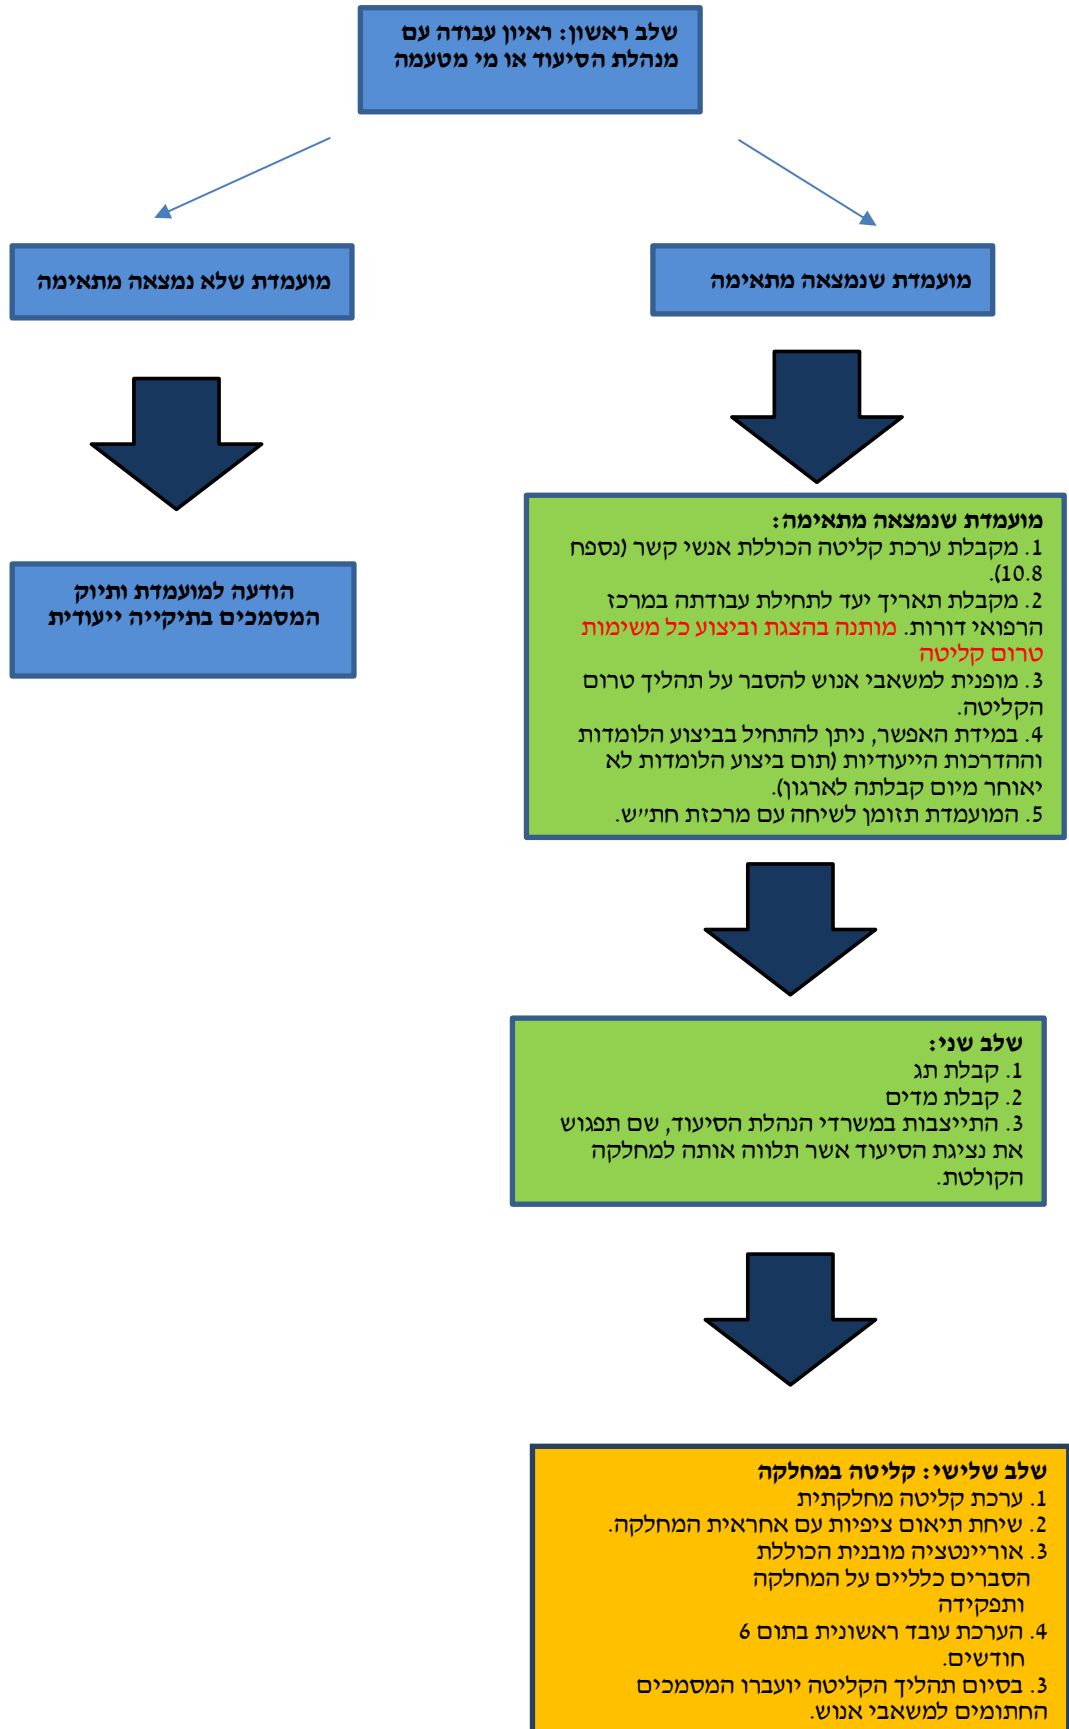 שלב ראשון: ראיון עבודה עם
מנהלת הסיעוד או מי מטעמה
מועמדת שנמצאה מתאימה
מועמדת שלא נמצאה מתאימה
הודעה למועמדת ותיוק
המסמכים בתיקייה ייעודית
מועמדת שנמצאה מתאימה:
1. מקבלת ערכת קליטה הכוללת אנשי קשר (נספח
10.8).
2. מקבלת תאריך יעד לתחילת עבודתה במרכז
הרפואי דורות. מותנה בהצגת וביצוע כל משימות
טרום קליטה
3. מופנית למשאבי אנוש להסבר על תהליך טרום
הקליטה.
4. במידת האפשר, ניתן להתחיל בביצוע הלומדות
וההדרכות הייעודיות (תום ביצוע הלומדות לא
יאוחר מיום קבלתה לארגון).
5. המועמדת תזומן לשיחה עם מרכזת חת״ש.
שלב שני:
1. קבלת תג
2. קבלת מדים
3. התייצבות במשרדי הנהלת הסיעוד, שם תפגוש
את נציגת הסיעוד אשר תלווה אותה למחלקה
הקולטת.
שלב שלישי: קליטה במחלקה
1. ערכת קליטה מחלקתית
2. שיחת תיאום ציפיות עם אחראית המחלקה.
3. אוריינטציה מובנית הכוללת
הסברים כלליים על המחלקה
ותפקידה
4. הערכת עובד ראשונית בתום 6
חודשים.
3. בסיום תהליך הקליטה יועברו המסמכים
החתומים למשאבי אנוש.